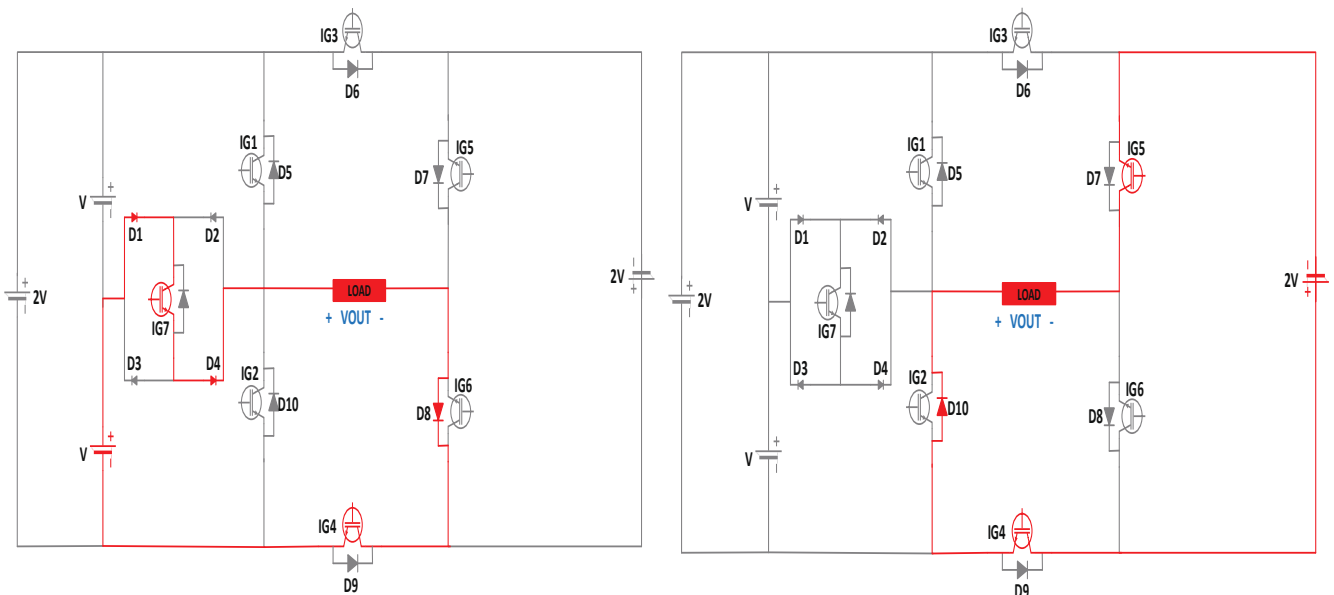 IG3
D6
IG1
D5
D7
IG5
V
+
-
D1
D2
IG7
2V
+
-
LOAD
+ VOUT -
2V
-
+
D3
D4
IG2
D10
D8
IG6
V
+
-
IG4
D9
IG3
D6
IG1
D5
D7
IG5
V
+
-
D1
D2
IG7
2V
+
-
LOAD
+ VOUT -
2V
-
+
D3
D4
IG2
D10
D8
IG6
V
+
-
IG4
D9